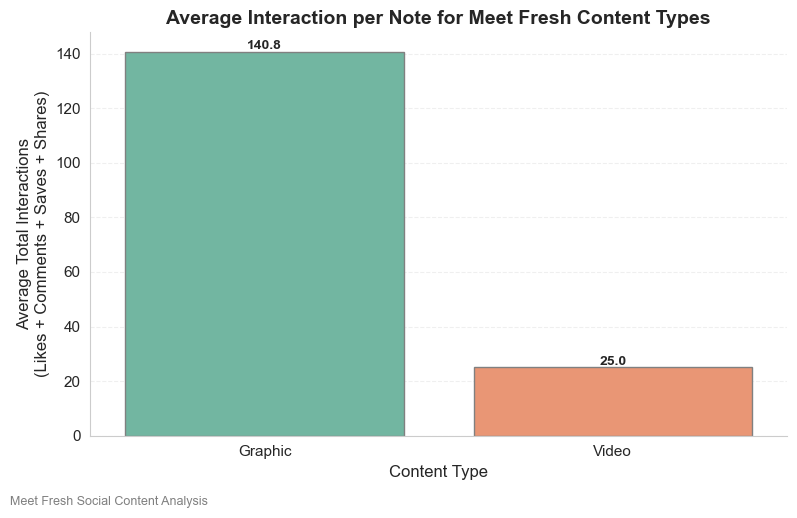 Average Interaction per Note for Meet Fresh Content Types
Average Total Interactions
(Likes + Comments + Saves + Shares)
140
120
100
80
60
40
20
0
140.8
25.0
Graphic
Video
Content Type
Meet Fresh Social Content Analysis